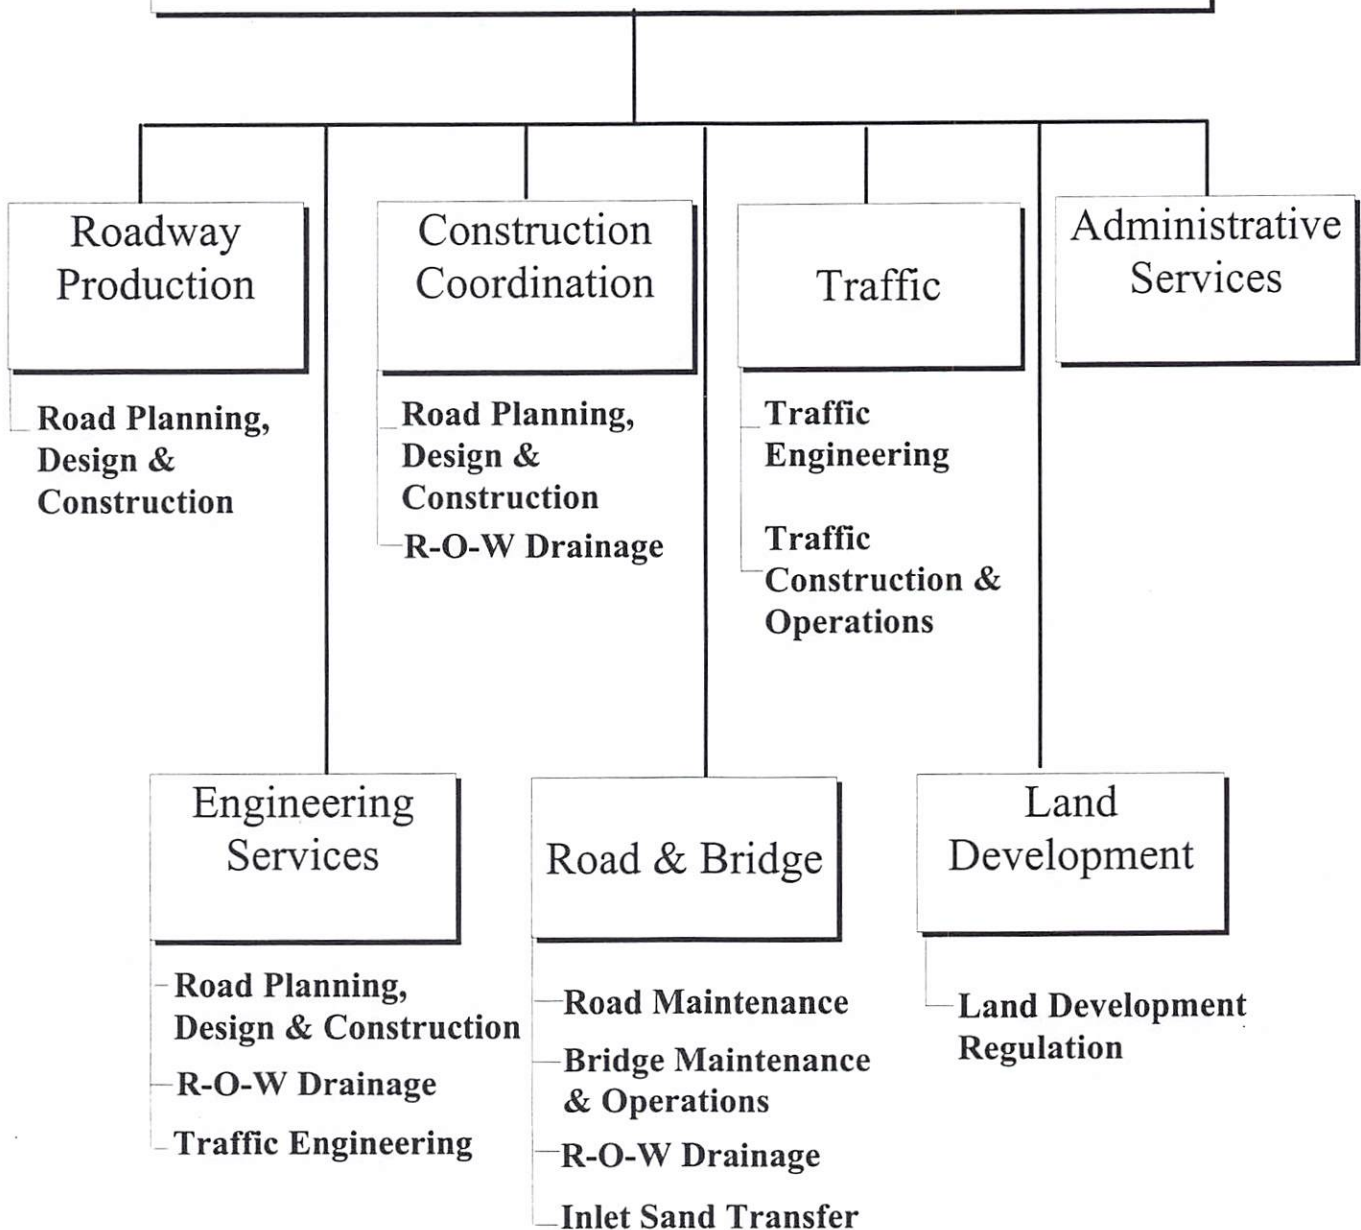 Roadway
Production
Construction
Coordination
Traffic
Administrative
Services
Road Planning,
Design &
Construction
Road Planning,
Design &
Construction
R-O-W Drainage
Traffic
Engineering
Traffic
Construction &
Operations
Engineering
Services
Road & Bridge
Land
Development
Road Planning,
Design & Construction
R-O-W Drainage
Traffic Engineering
Road Maintenance
Bridge Maintenance
& Operations
R-O-W Drainage
Inlet Sand Transfer
Land Development
Regulation